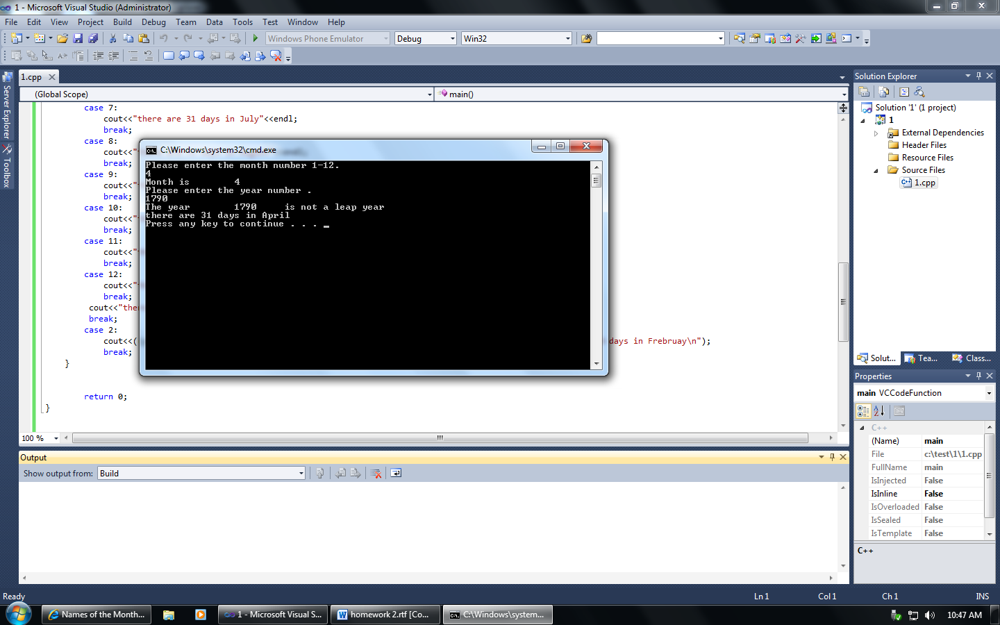 1 - Microsoft Visual Studio (Administrator)
File Edit View Project Build Debug Team Data Tools Test Window Help
Windows Phone Emulator Debug Win32
Server Explorer
Toolbox
1.cpp
(Global Scope) main()
case 7:
cout<<"there are 31 days in July"<<endl;
break;
case 8:
cout<<"
break;
case 9:
cout<<"
break;
case 10:
cout<<"
break;
case 11:
cout<<"
break;
case 12:
cout<<"
break;
cout<<"the
break;
case 2:
cout<<( days in Frebruay\n");
break;
}
return 0;
}
100 %
C:\Windows\system32\cmd.exe
Please enter the month number 1-12.
4
Month is 4
Please enter the year number .
1790
The year 1790 is not a leap year
there are 31 days in April
Press any key to continue . . . _
Output
Show output from: Build
Solution Explorer
Solution '1' (1 project)
1
External Dependencies
Header Files
Resource Files
Source Files
1.cpp
Solut... Tea... Class...
Properties
main VCCodeFunction
C++
(Name) main
File c:\test\1\1.cpp
FullName main
IsInjected False
IsInline False
IsOverloaded False
IsSealed False
IsTemplate False
C++
Ready Ln 1 Col 1 Ch 1 INS
Names of the Month... 1 - Microsoft Visual S... homework 2.rtf [Co... C:\Windows\system... 10:47 AM